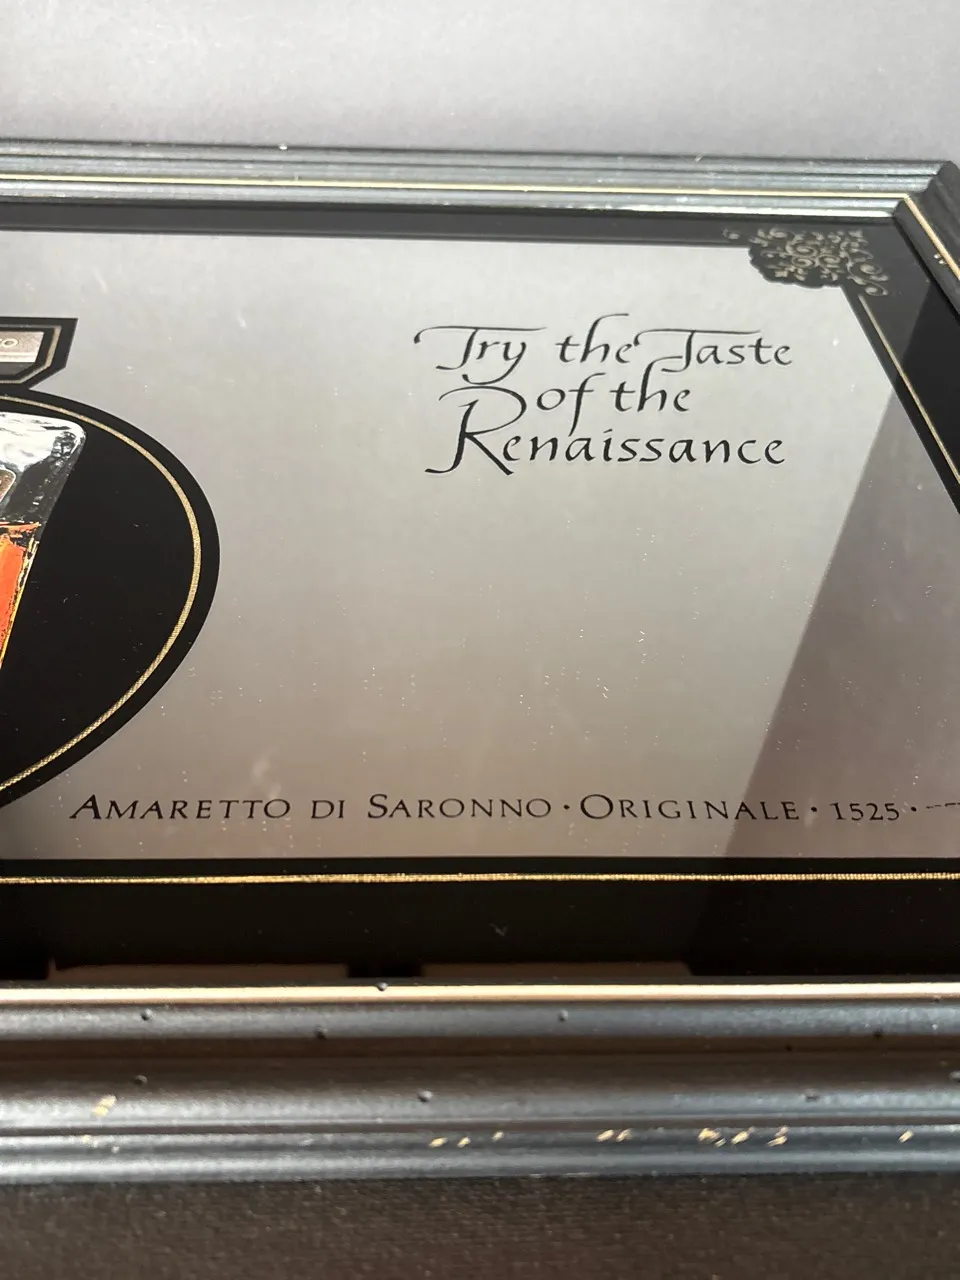 Try the Taste
of the
Renaissance
AMARETTO DI SARONNO · ORIGINALE · 1525 ·